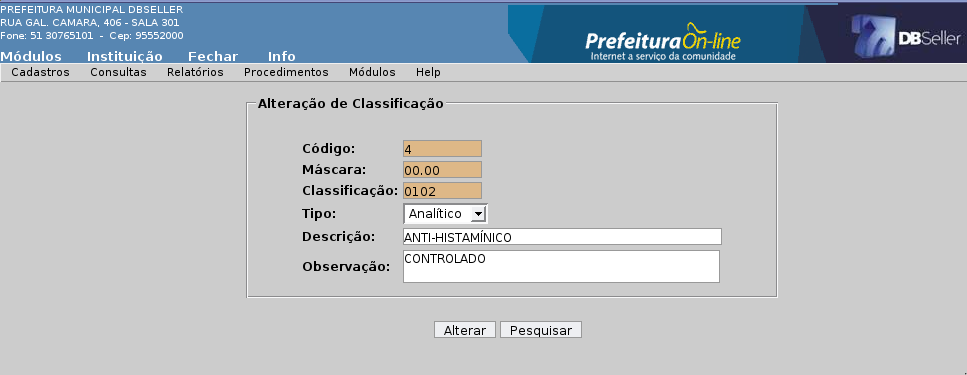 PREFEITURA MUNICIPAL DBSELLER
RUA GAL. CAMARA, 406 - SALA 301
Fone: 51 30765101 - Cep: 95552000
Módulos Instituição Fechar Info
PrefeituraOn-line
Internet a serviço da comunidade
DBSeller
Cadastros Consultas Relatórios Procedimentos Módulos Help
Alteração de Classificação
Código: 4
Máscara: 00.00
Classificação: 0102
Tipo: Analítico
Descrição: ANTI-HISTAMÍNICO
Observação: CONTROLADO
Alterar Pesquisar